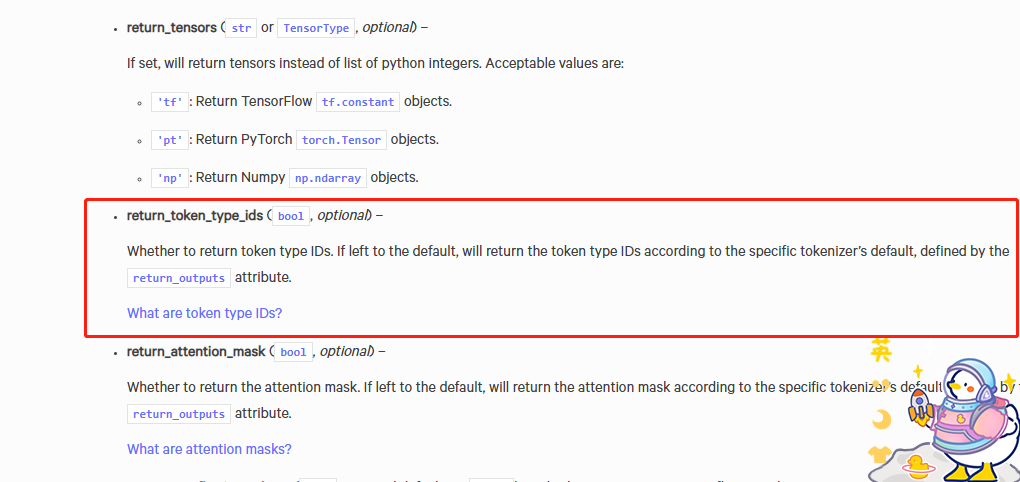 return_tensors (str or TensorType, optional) –
If set, will return tensors instead of list of python integers. Acceptable values are:
'tf': Return TensorFlow tf.constant objects.
'pt': Return PyTorch torch.Tensor objects.
'np': Return Numpy np.ndarray objects.
return_token_type_ids (bool, optional) –
Whether to return token type IDs. If left to the default, will return the token type IDs according to the specific tokenizer's default, defined by the
return_outputs attribute.
What are token type IDs?
return_attention_mask (bool, optional) –
英
Whether to return the attention mask. If left to the default, will return the attention mask according to the specific tokenizer's default by
return_outputs attribute.
What are attention masks?